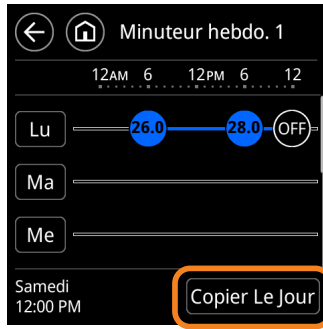 Minuteur hebdo. 1
12AM 6 12PM 6 12
Lu 26.0 28.0 OFF
Ma
Me
Samedi
12:00 PM
Copier Le Jour